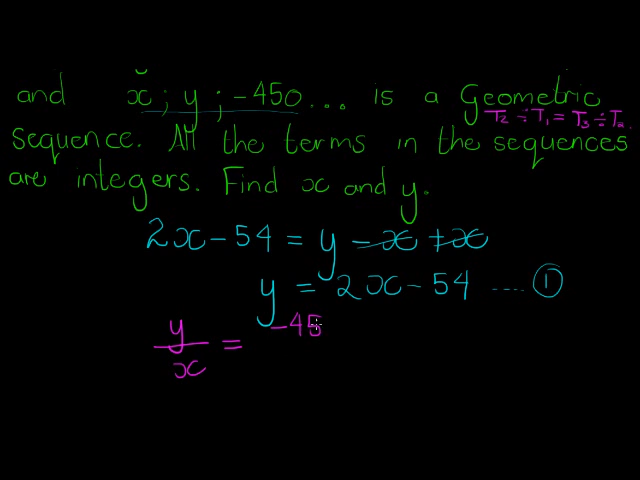 and x ; y ; -450 ... is a Geometric
T₂ ÷ T₁ = T₃ ÷ T₂
sequence. All the terms in the sequences
are integers. Find x and y.
2x - 54 = y - x + x
y = 2x - 54 .... ①
y/x = -45